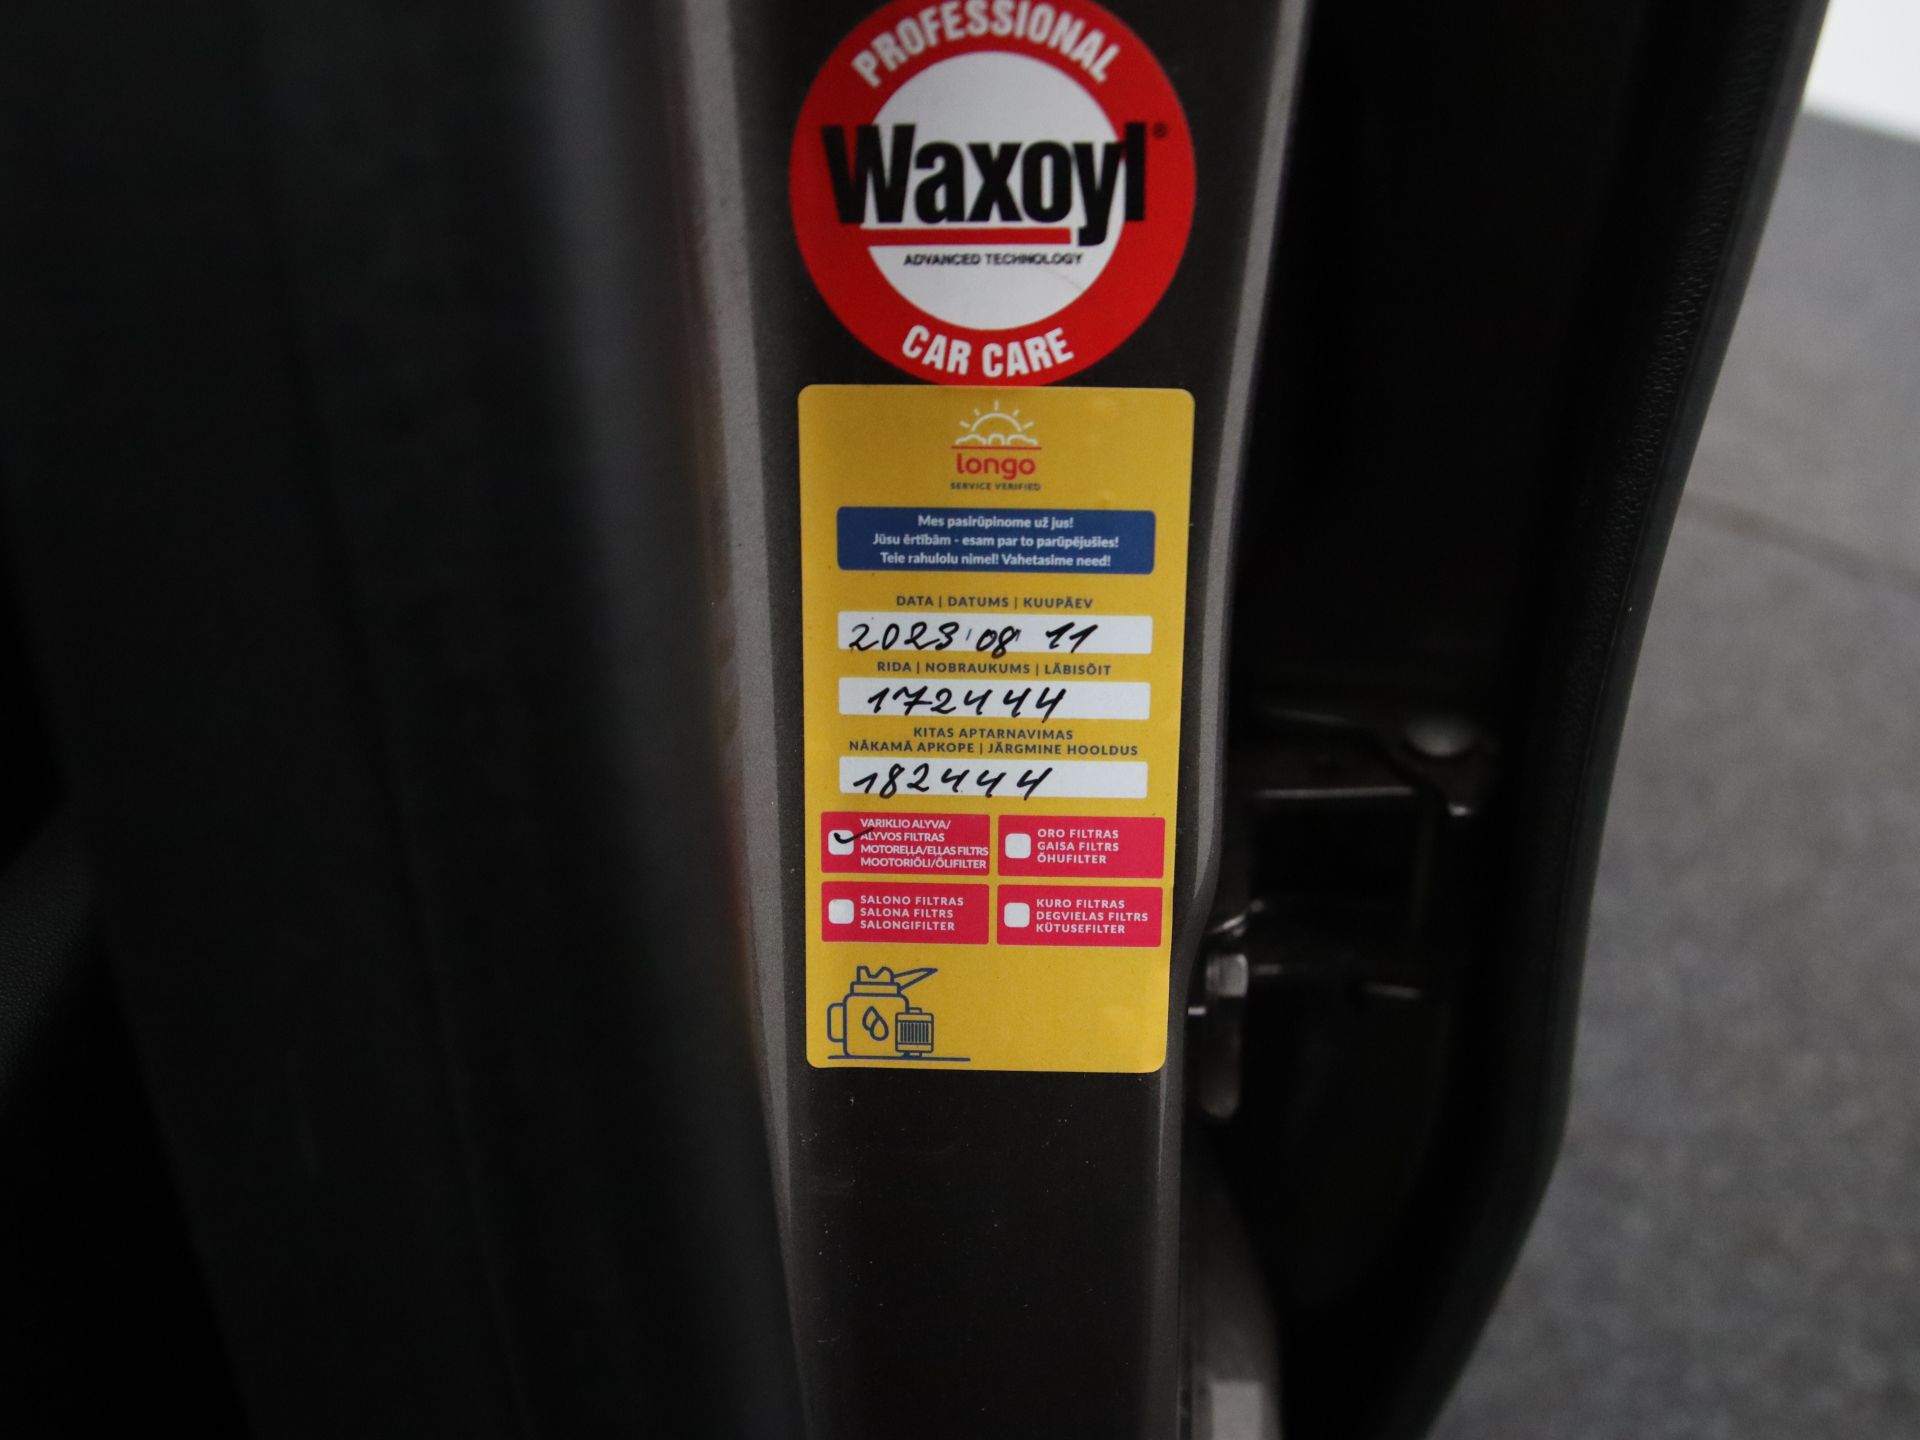 PROFESSIONAL
Waxoyl®
ADVANCED TECHNOLOGY
CAR CARE
longo
SERVICE VERIFIED
Mes pasirūpinome už jus!
Jūsu ērtībām - esam par to parūpējušies!
Teie rahulolu nimel! Vahetasime need!
DATA | DATUMS | KUUPÄEV
2023 08 11
RIDA | NOBRAUKUMS | LÄBISÕIT
172444
KITAS APTARNAVIMAS
NĀKAMĀ APKOPE | JÄRGMINE HOOLDUS
182444
VARIKLIO ALYVA/
ALYVOS FILTRAS
MOTOREĻĻA/EĻĻAS FILTRS
MOOTORIÕLI/ÕLIFILTER
ORO FILTRAS
GAISA FILTRS
ÕHUFILTER
SALONO FILTRAS
SALONA FILTRS
SALONGIFILTER
KURO FILTRAS
DEGVIELAS FILTRS
KÜTUSEFILTER